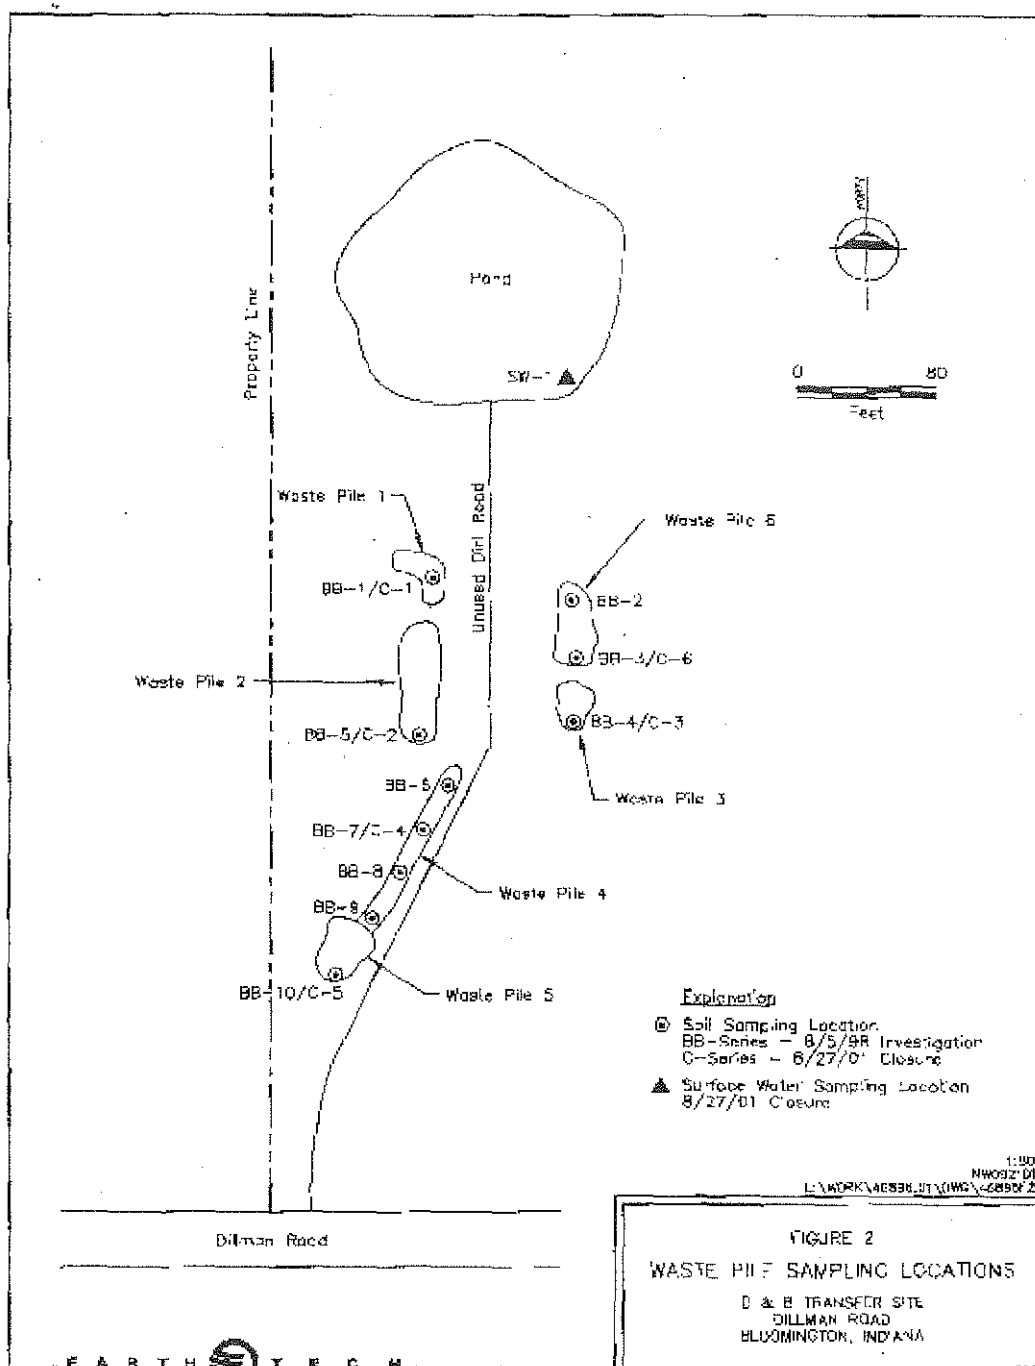 NORTH
Pond
Property Line
SW-1
0 80
Feet
Waste Pile 1
Unused Dirt Road
Waste Pile 6
BB-1/C-1
BB-2
BB-3/C-6
Waste Pile 2
BB-4/C-3
BB-5/C-2
BB-6
Waste Pile 3
BB-7/C-4
BB-8
Waste Pile 4
BB-9
BB-10/C-5
Waste Pile 5
Explanation
Soil Sampling Location
BB-Series - 8/5/98 Investigation
C-Series - 6/27/01 Closure
Surface Water Sampling Location
8/27/01 Closure
Dillman Road
FIGURE 2
WASTE PILE SAMPLING LOCATIONS
B & B TRANSFER SITE
DILLMAN ROAD
BLOOMINGTON, INDIANA
EARTH TECH